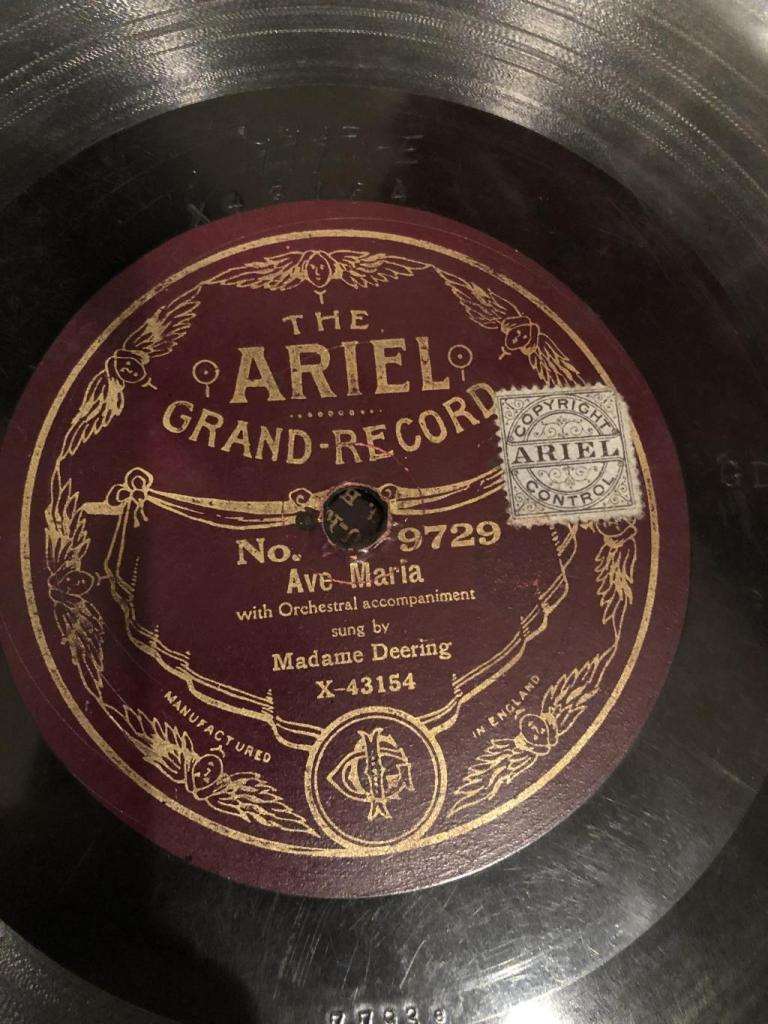 THE
ARIEL
GRAND-RECORD
COPYRIGHT
ARIEL
CONTROL
No. 9729
Ave Maria
with Orchestral accompaniment
sung by
Madame Deering
X-43154
MANUFACTURED
IN ENGLAND